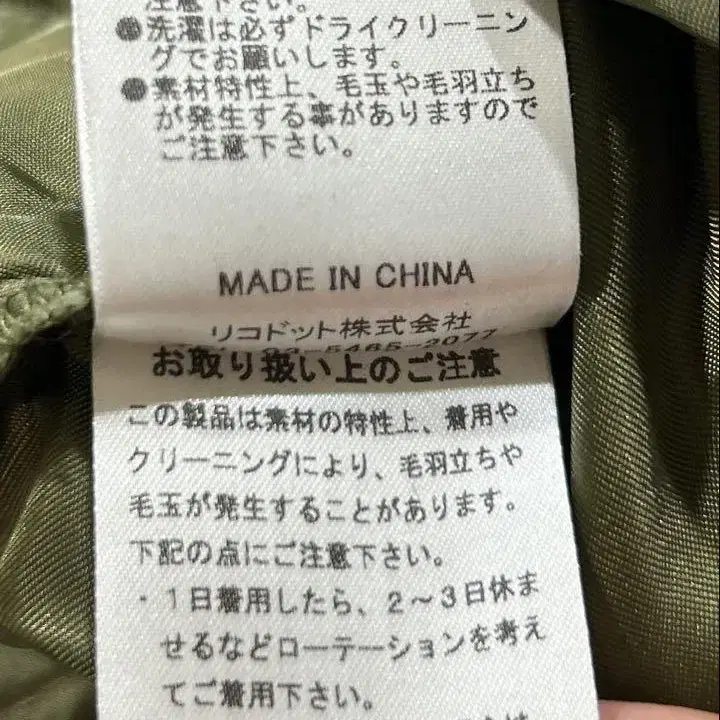 注意下さい。
●洗濯は必ずドライクリーニン
グでお願いします。
●素材特性上、毛玉や毛羽立ち
が発生する事がありますので
ご注意下さい。
MADE IN CHINA
リコドット株式会社
5465-2077
お取り扱い上のご注意
この製品は素材の特性上、着用や
クリーニングにより、毛羽立ちや
毛玉が発生することがあります。
下記の点にご注意下さい。
・1日着用したら、2～3日休ま
せるなどローテーションを考え
てご着用下さい。